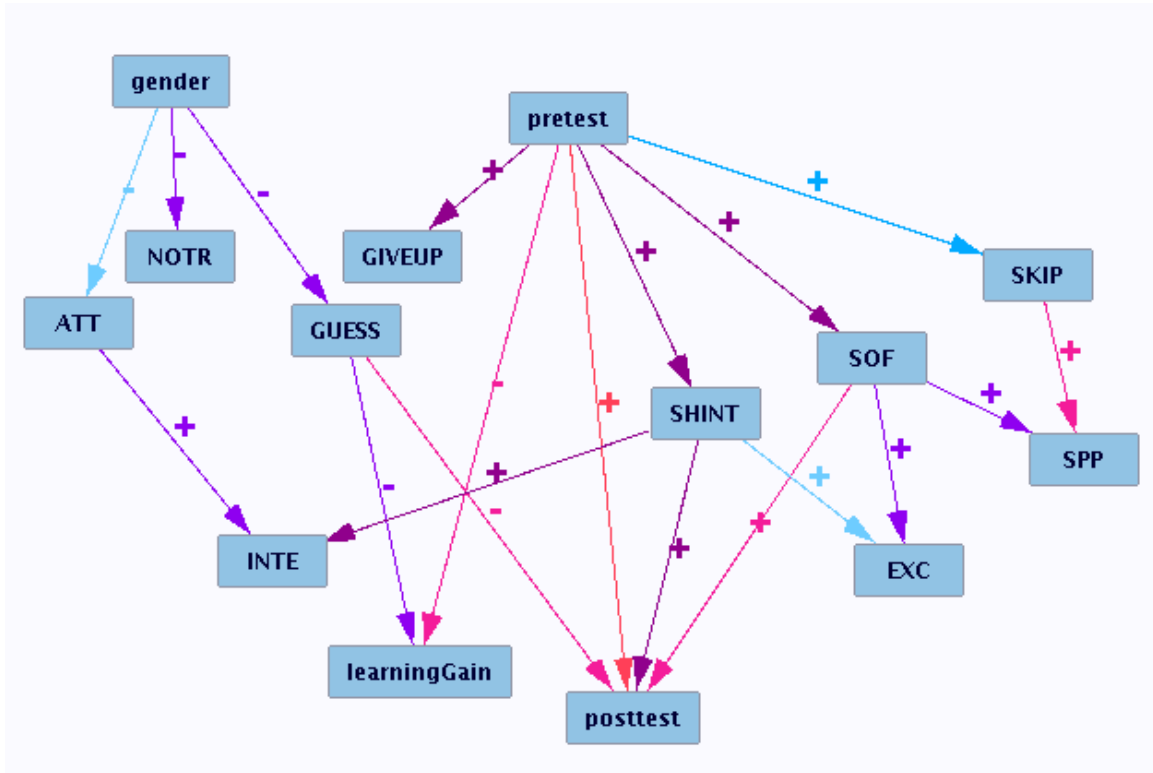 gender
pretest
-
-
-
+
+
+
+
NOTR
GIVEUP
SKIP
ATT
GUESS
SOF
+
-
+
+
SHINT
+
+
SPP
+
+
-
-
+
+
INTE
EXC
learningGain
posttest